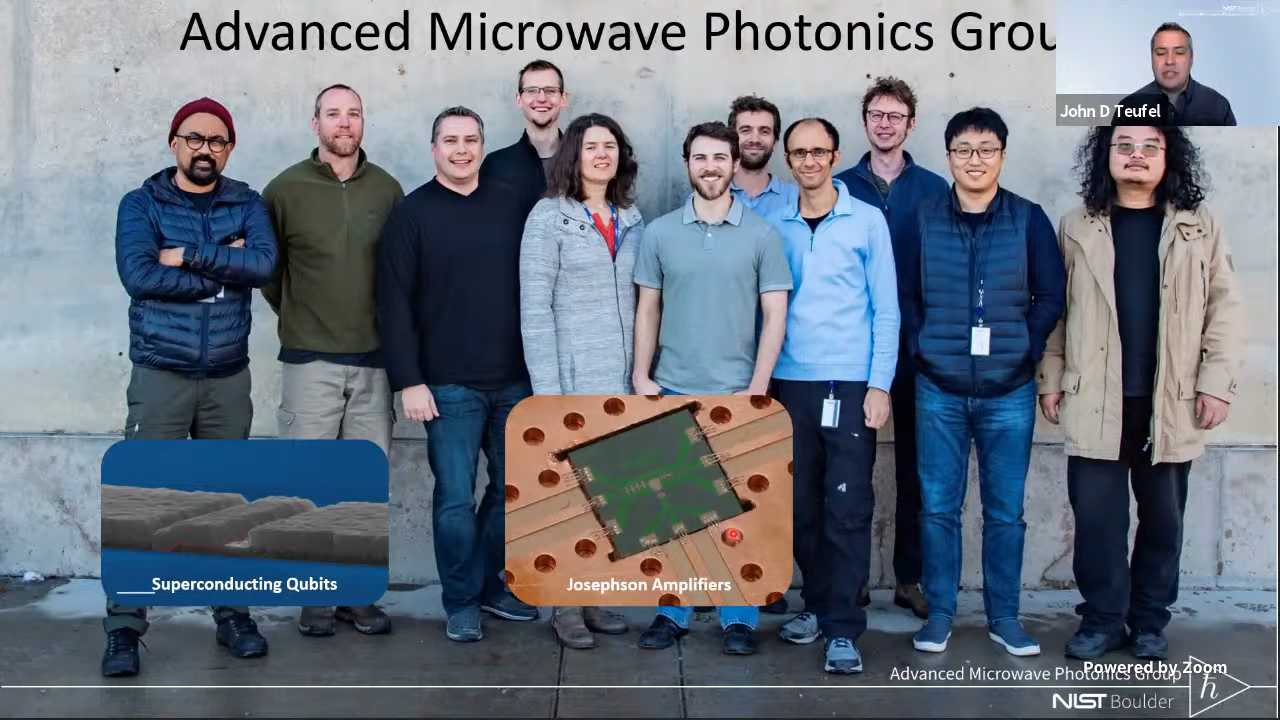 Advanced Microwave Photonics Grou
John D Teufel
Superconducting Qubits
Josephson Amplifiers
Advanced Microwave Photonics Group
Powered by Zoom
ħ
NIST Boulder